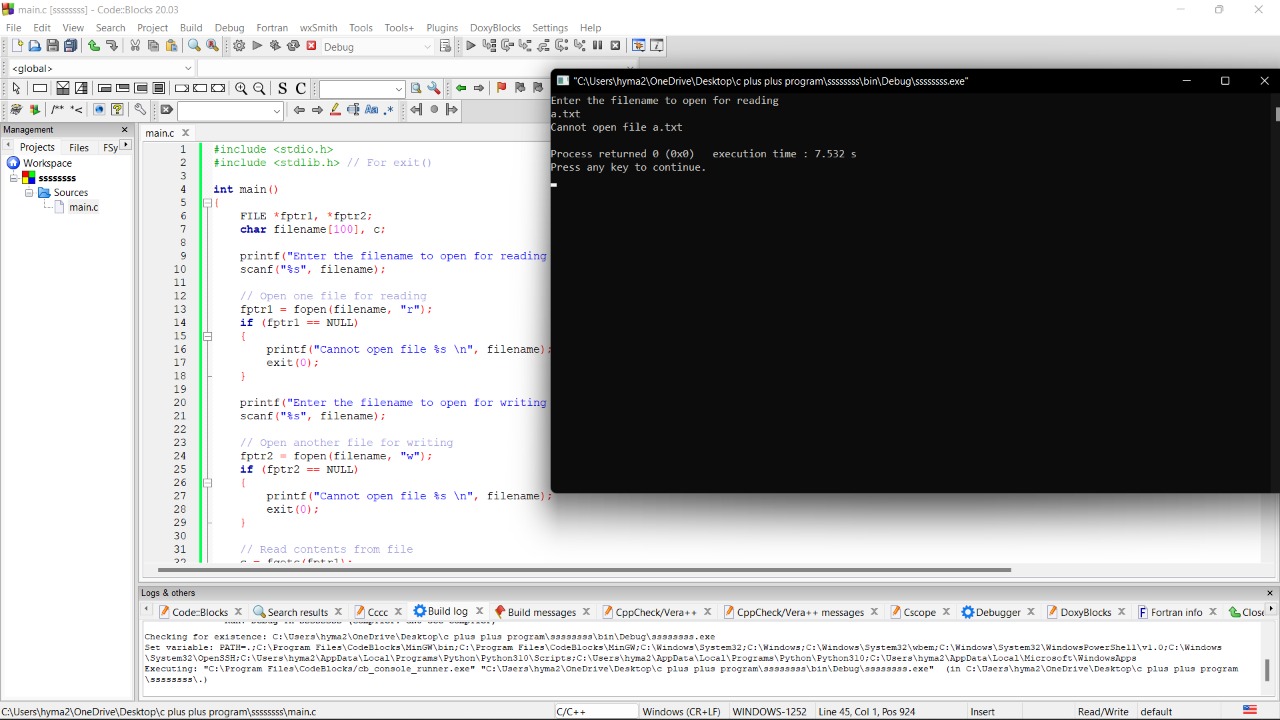 main.c [ssssssss] - Code::Blocks 20.03
File Edit View Search Project Build Debug Fortran wxSmith Tools Tools+ Plugins DoxyBlocks Settings Help
Debug
<global>
S C
/** *< Aa .*
Management
Projects Files FSy
Workspace
ssssssss
Sources
main.c
main.c
1 #include <stdio.h>
2 #include <stdlib.h> // For exit()
3
4 int main()
5 {
6 FILE *fptr1, *fptr2;
7 char filename[100], c;
8
9 printf("Enter the filename to open for reading
10 scanf("%s", filename);
11
12 // Open one file for reading
13 fptr1 = fopen(filename, "r");
14 if (fptr1 == NULL)
15 {
16 printf("Cannot open file %s \n", filename);
17 exit(0);
18 }
19
20 printf("Enter the filename to open for writing
21 scanf("%s", filename);
22
23 // Open another file for writing
24 fptr2 = fopen(filename, "w");
25 if (fptr2 == NULL)
26 {
27 printf("Cannot open file %s \n", filename);
28 exit(0);
29 }
30
31 // Read contents from file
32 c = fgetc(fptr1);
"C:\Users\hyma2\OneDrive\Desktop\c plus plus program\ssssssss\bin\Debug\ssssssss.exe"
Enter the filename to open for reading
a.txt
Cannot open file a.txt
Process returned 0 (0x0) execution time : 7.532 s
Press any key to continue.
Logs & others
Code::Blocks Search results Cccc Build log Build messages CppCheck/Vera++ CppCheck/Vera++ messages Cscope Debugger DoxyBlocks Fortran info Close
Checking for existence: C:\Users\hyma2\OneDrive\Desktop\c plus plus program\ssssssss\bin\Debug\ssssssss.exe
Set variable: PATH=.;C:\Program Files\CodeBlocks\MinGW\bin;C:\Program Files\CodeBlocks\MinGW;C:\Windows\System32;C:\Windows;C:\Windows\System32\wbem;C:\Windows\System32\WindowsPowerShell\v1.0;C:\Windows
\System32\OpenSSH;C:\Users\hyma2\AppData\Local\Programs\Python\Python310\Scripts;C:\Users\hyma2\AppData\Local\Programs\Python\Python310;C:\Users\hyma2\AppData\Local\Microsoft\WindowsApps
Executing: "C:\Program Files\CodeBlocks/cb_console_runner.exe" "C:\Users\hyma2\OneDrive\Desktop\c plus plus program\ssssssss\bin\Debug\ssssssss.exe" (in C:\Users\hyma2\OneDrive\Desktop\c plus plus program
\ssssssss\.)
C:\Users\hyma2\OneDrive\Desktop\c plus plus program\ssssssss\main.c C/C++ Windows (CR+LF) WINDOWS-1252 Line 45, Col 1, Pos 924 Insert Read/Write default